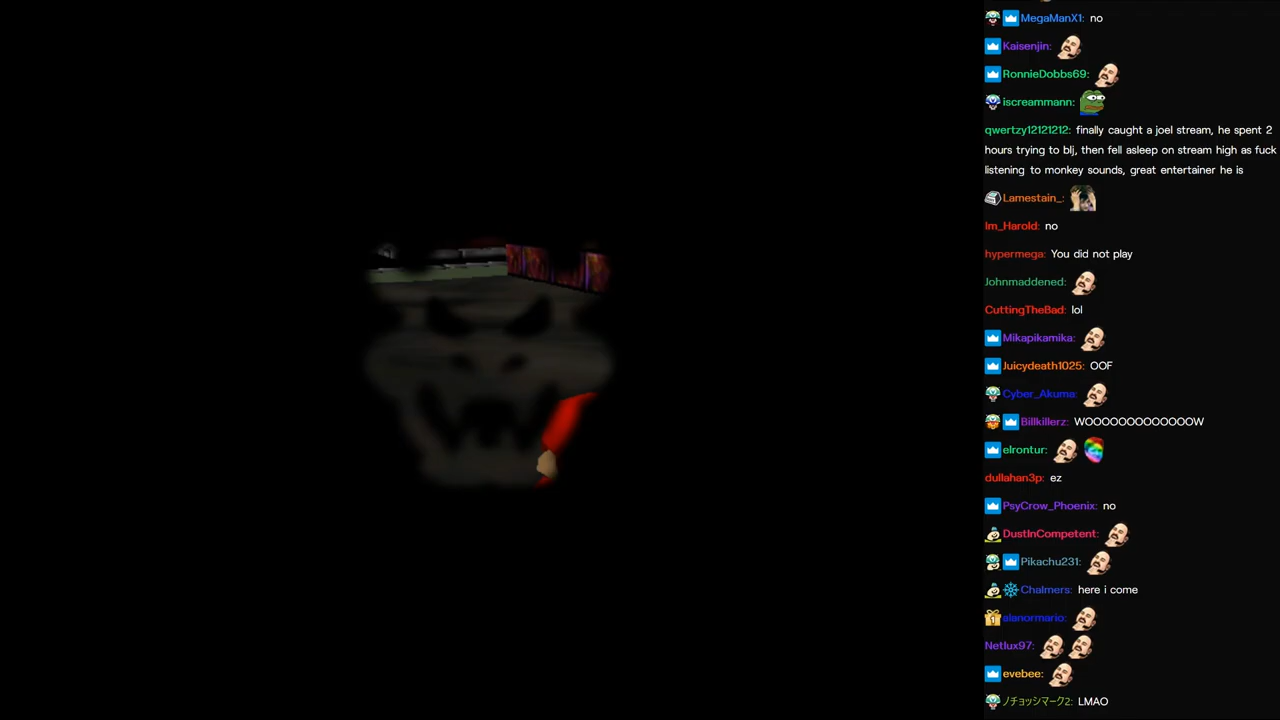 MegaManX1: no
Kaisenjin:
RonnieDobbs69:
iscreammann:
qwertzy12121212: finally caught a joel stream, he spent 2
hours trying to blj, then fell asleep on stream high as fuck
listening to monkey sounds, great entertainer he is
Lamestain_:
Im_Harold: no
hypermega: You did not play
Johnmaddened:
CuttingTheBad: lol
Mikapikamika:
Juicydeath1025: OOF
Cyber_Akuma:
Billkillerz: WOOOOOOOOOOOOOW
elrontur:
dullahan3p: ez
PsyCrow_Phoenix: no
DustInCompetent:
Pikachu231:
Chalmers: here i come
alanormario:
Netlux97:
evebee:
ノチョッシマーク2: LMAO